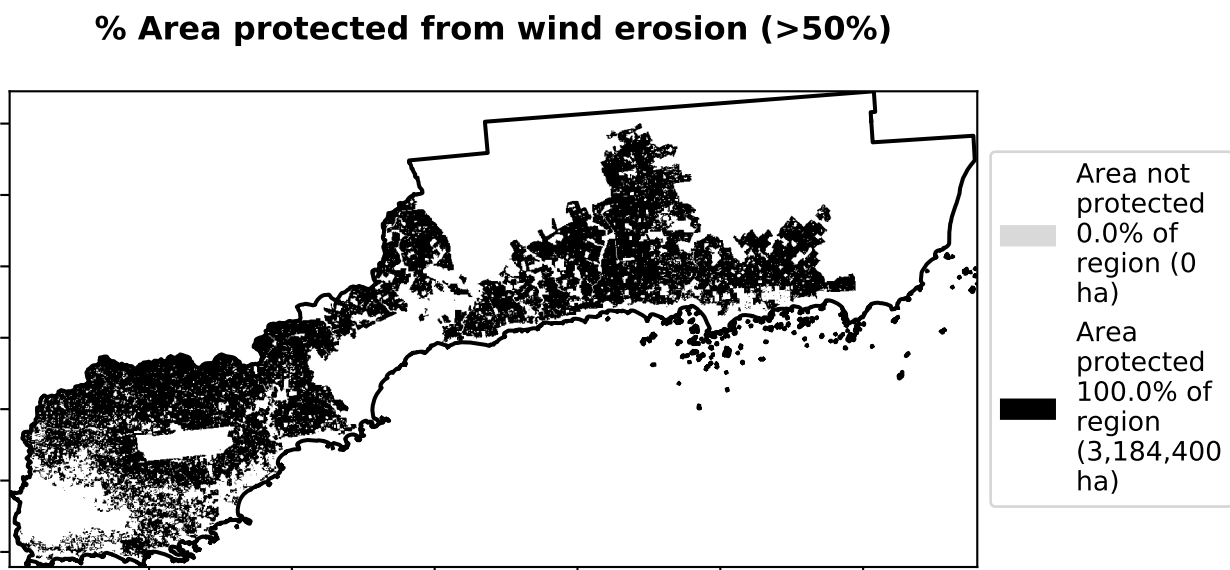 % Area protected from wind erosion (>50%)
Area not
protected
0.0% of
region (0
ha)
Area
protected
100.0% of
region
(3,184,400
ha)